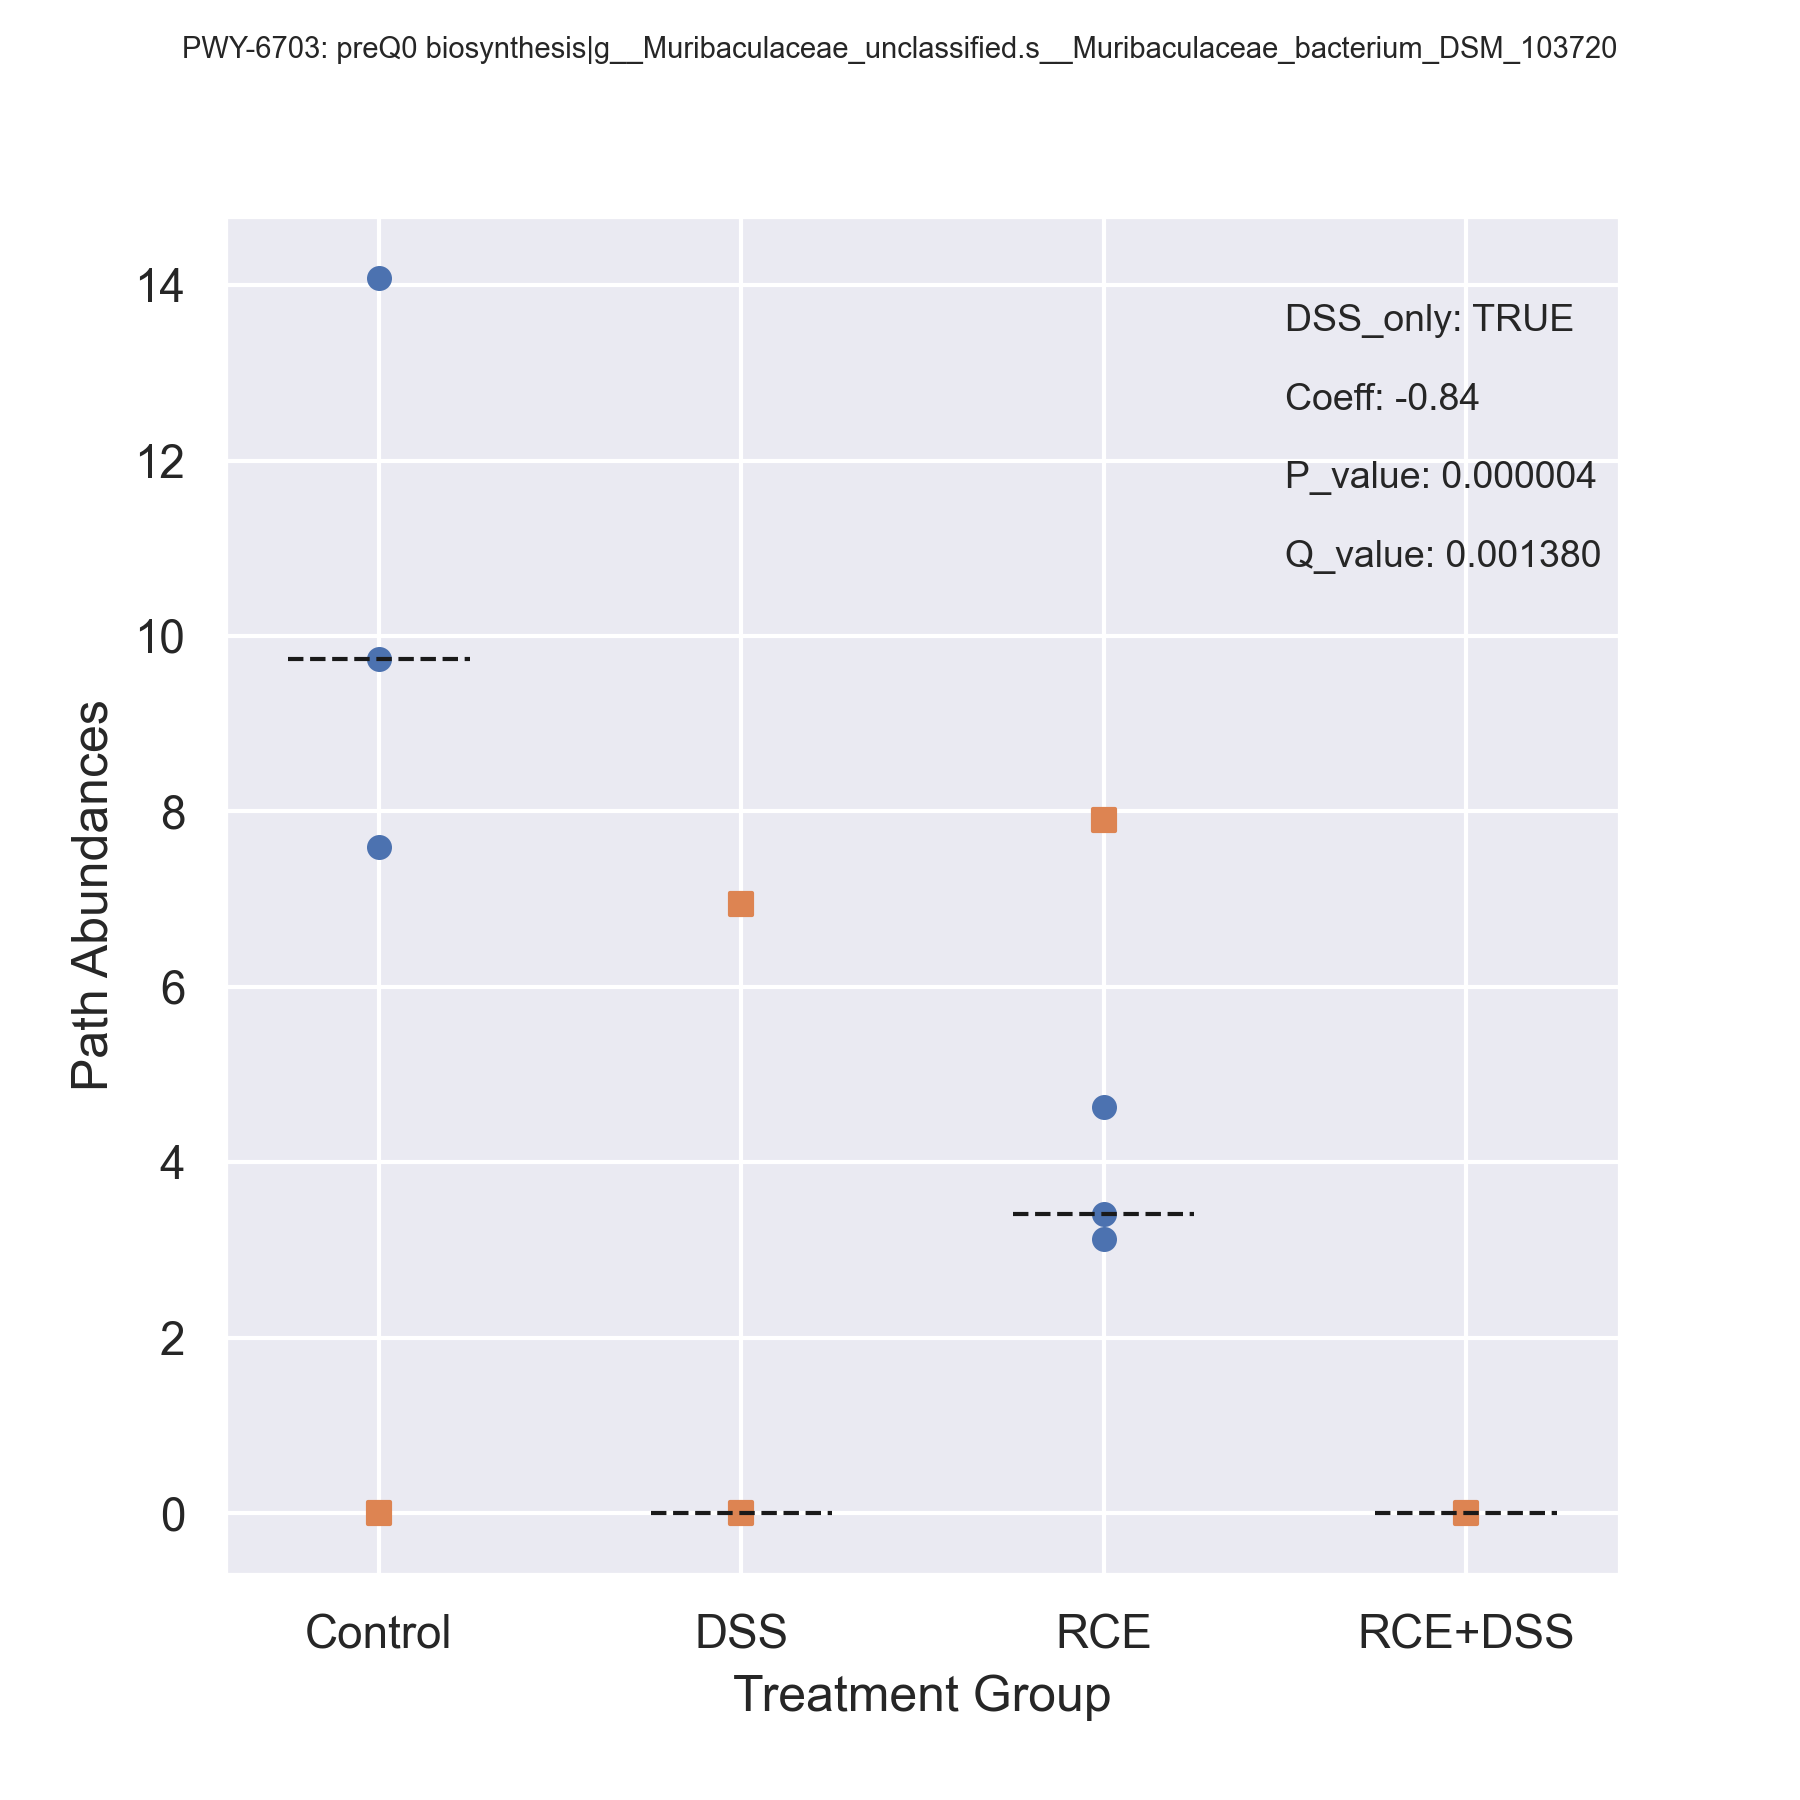 PWY-6703: preQ0 biosynthesis|g__Muribaculaceae_unclassified.s__Muribaculaceae_bacterium_DSM_103720
14
12
10
8
6
4
2
0
Path Abundances
DSS_only: TRUE
Coeff: -0.84
P_value: 0.000004
Q_value: 0.001380
Control DSS RCE RCE+DSS
Treatment Group